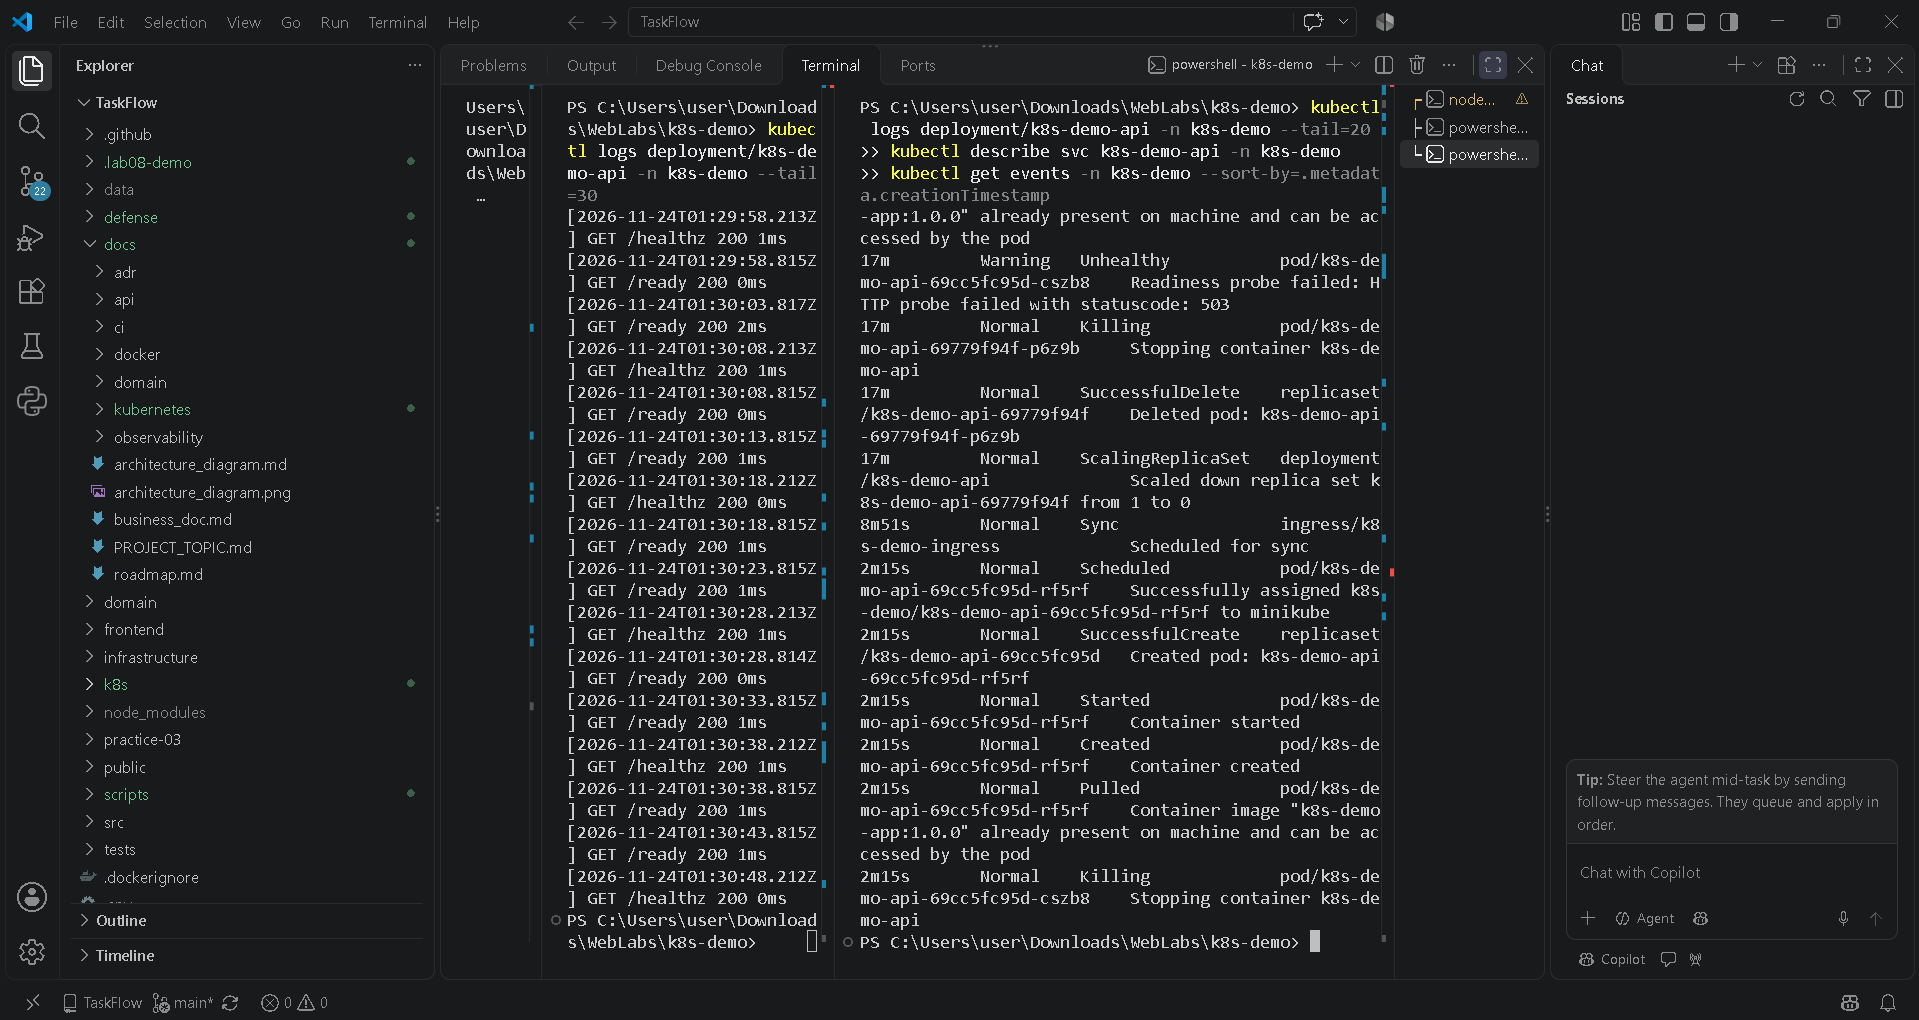 File Edit Selection View Go Run Terminal Help
TaskFlow
Explorer
TaskFlow
.github
.lab08-demo
data
defense
docs
adr
api
ci
docker
domain
kubernetes
observability
architecture_diagram.md
architecture_diagram.png
business_doc.md
PROJECT_TOPIC.md
roadmap.md
domain
frontend
infrastructure
k8s
node_modules
practice-03
public
scripts
src
tests
.dockerignore
Outline
Timeline
22
Problems Output Debug Console Terminal Ports
powershell - k8s-demo
Users\
user\D
ownloa
ds\Web
…
PS C:\Users\user\Download
s\WebLabs\k8s-demo> kubec
tl logs deployment/k8s-de
mo-api -n k8s-demo --tail
=30
[2026-11-24T01:29:58.213Z
] GET /healthz 200 1ms
[2026-11-24T01:29:58.815Z
] GET /ready 200 0ms
[2026-11-24T01:30:03.817Z
] GET /ready 200 2ms
[2026-11-24T01:30:08.213Z
] GET /healthz 200 1ms
[2026-11-24T01:30:08.815Z
] GET /ready 200 0ms
[2026-11-24T01:30:13.815Z
] GET /ready 200 1ms
[2026-11-24T01:30:18.212Z
] GET /healthz 200 0ms
[2026-11-24T01:30:18.815Z
] GET /ready 200 1ms
[2026-11-24T01:30:23.815Z
] GET /ready 200 1ms
[2026-11-24T01:30:28.213Z
] GET /healthz 200 1ms
[2026-11-24T01:30:28.814Z
] GET /ready 200 0ms
[2026-11-24T01:30:33.815Z
] GET /ready 200 1ms
[2026-11-24T01:30:38.212Z
] GET /healthz 200 1ms
[2026-11-24T01:30:38.815Z
] GET /ready 200 1ms
[2026-11-24T01:30:43.815Z
] GET /ready 200 1ms
[2026-11-24T01:30:48.212Z
] GET /healthz 200 0ms
PS C:\Users\user\Download
s\WebLabs\k8s-demo>
PS C:\Users\user\Downloads\WebLabs\k8s-demo> kubectl
logs deployment/k8s-demo-api -n k8s-demo --tail=20
>> kubectl describe svc k8s-demo-api -n k8s-demo
>> kubectl get events -n k8s-demo --sort-by=.metadat
a.creationTimestamp
-app:1.0.0" already present on machine and can be ac
cessed by the pod
17m Warning Unhealthy pod/k8s-de
mo-api-69cc5fc95d-cszb8 Readiness probe failed: H
TTP probe failed with statuscode: 503
17m Normal Killing pod/k8s-de
mo-api-69779f94f-p6z9b Stopping container k8s-de
mo-api
17m Normal SuccessfulDelete replicaset
/k8s-demo-api-69779f94f Deleted pod: k8s-demo-api
-69779f94f-p6z9b
17m Normal ScalingReplicaSet deployment
/k8s-demo-api Scaled down replica set k
8s-demo-api-69779f94f from 1 to 0
8m51s Normal Sync ingress/k8
s-demo-ingress Scheduled for sync
2m15s Normal Scheduled pod/k8s-de
mo-api-69cc5fc95d-rf5rf Successfully assigned k8s
-demo/k8s-demo-api-69cc5fc95d-rf5rf to minikube
2m15s Normal SuccessfulCreate replicaset
/k8s-demo-api-69cc5fc95d Created pod: k8s-demo-api
-69cc5fc95d-rf5rf
2m15s Normal Started pod/k8s-de
mo-api-69cc5fc95d-rf5rf Container started
2m15s Normal Created pod/k8s-de
mo-api-69cc5fc95d-rf5rf Container created
2m15s Normal Pulled pod/k8s-de
mo-api-69cc5fc95d-rf5rf Container image "k8s-demo
-app:1.0.0" already present on machine and can be ac
cessed by the pod
2m15s Normal Killing pod/k8s-de
mo-api-69cc5fc95d-cszb8 Stopping container k8s-de
mo-api
PS C:\Users\user\Downloads\WebLabs\k8s-demo>
node...
powershe...
powershe...
Chat
Sessions
Tip: Steer the agent mid-task by sending
follow-up messages. They queue and apply in
order.
Chat with Copilot
Agent
Copilot
TaskFlow main* 0 0